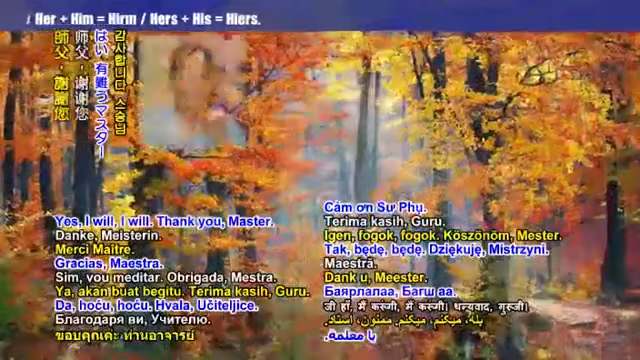 Her + Him = Hirm / Hers + His = Hiers.
감사합니다 스승님
はい 有難うマスター
师父，谢谢您
師父，謝謝您
Yes, I will, I will. Thank you, Master.
Danke, Meisterin.
Merci Maître.
Gracias, Maestra.
Sim, vou meditar. Obrigada, Mestra.
Ya, akan buat begitu. Terima kasih, Guru.
Da, hoću, hoću. Hvala, Učiteljice.
Благодаря ви, Учителю.
ขอบคุณค่ะ ท่านอาจารย์
Cảm ơn Sư Phụ.
Terima kasih, Guru.
Igen, fogok, fogok. Köszönöm, Mester.
Tak, będę, będę. Dziękuję, Mistrzyni.
Maestră.
Dank u, Meester.
Баярлалаа, Багш аа.
जी हाँ, मैं करूंगी, मैं करूंगी। धन्यवाद, गुरूजी।
بله، میکنم، میکنم. ممنون، استاد.
يا معلمة.